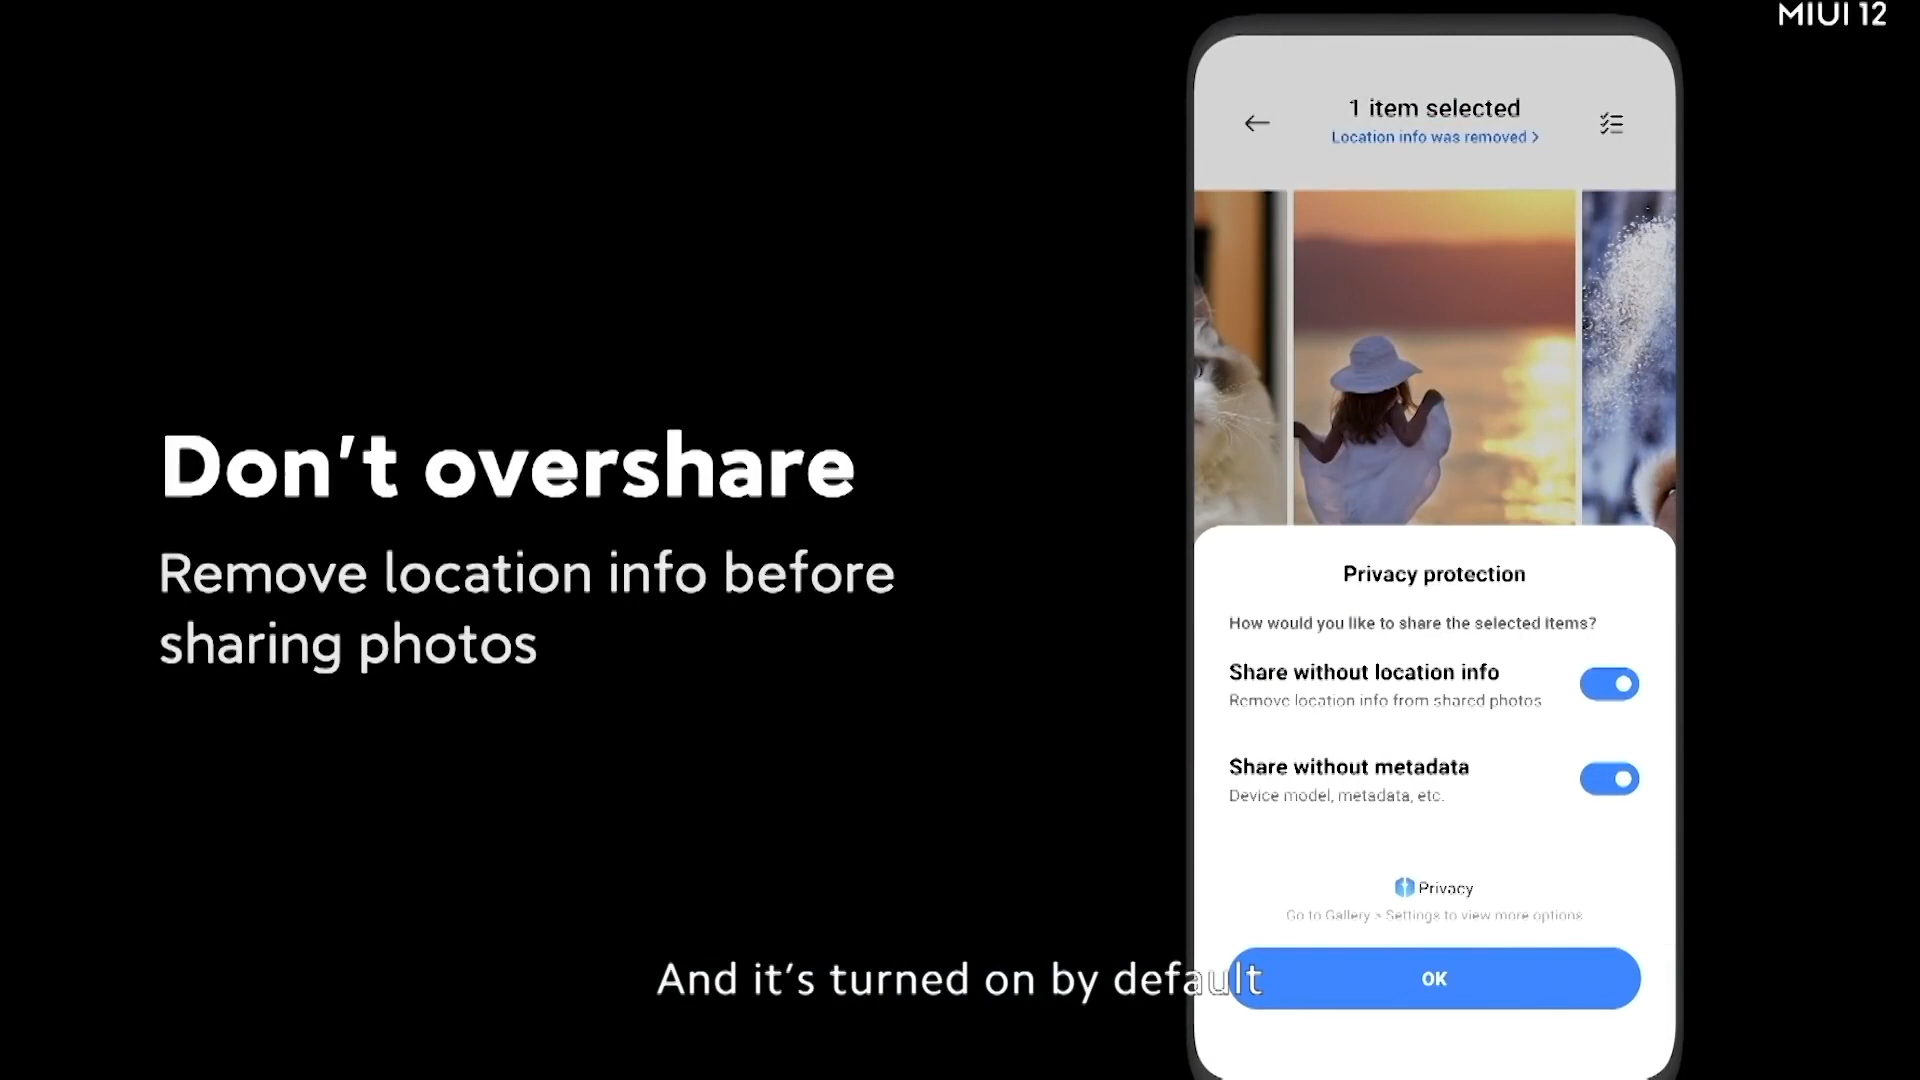 MIUI 12
1 item selected
Location info was removed >
Don't overshare
Remove location info before
sharing photos
Privacy protection
How would you like to share the selected items?
Share without location info
Remove location info from shared photos
Share without metadata
Device model, metadata, etc.
Privacy
Go to Gallery > Settings to view more options
OK
And it's turned on by default